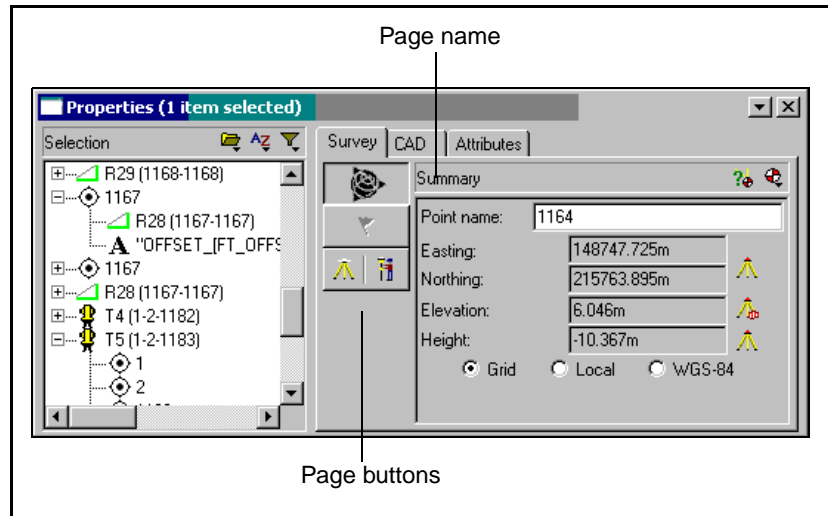 Page name
Properties (1 item selected)
Selection
Survey
CAD
Attributes
R29 (1168-1168)
1167
R28 (1167-1167)
A "OFFSET_[FT_OFFS
1167
R28 (1167-1167)
T4 (1-2-1182)
T5 (1-2-1183)
1
2
Summary
Point name: 1164
Easting: 148747.725m
Northing: 215763.895m
Elevation: 6.046m
Height: -10.367m
Grid Local WGS-84
Page buttons